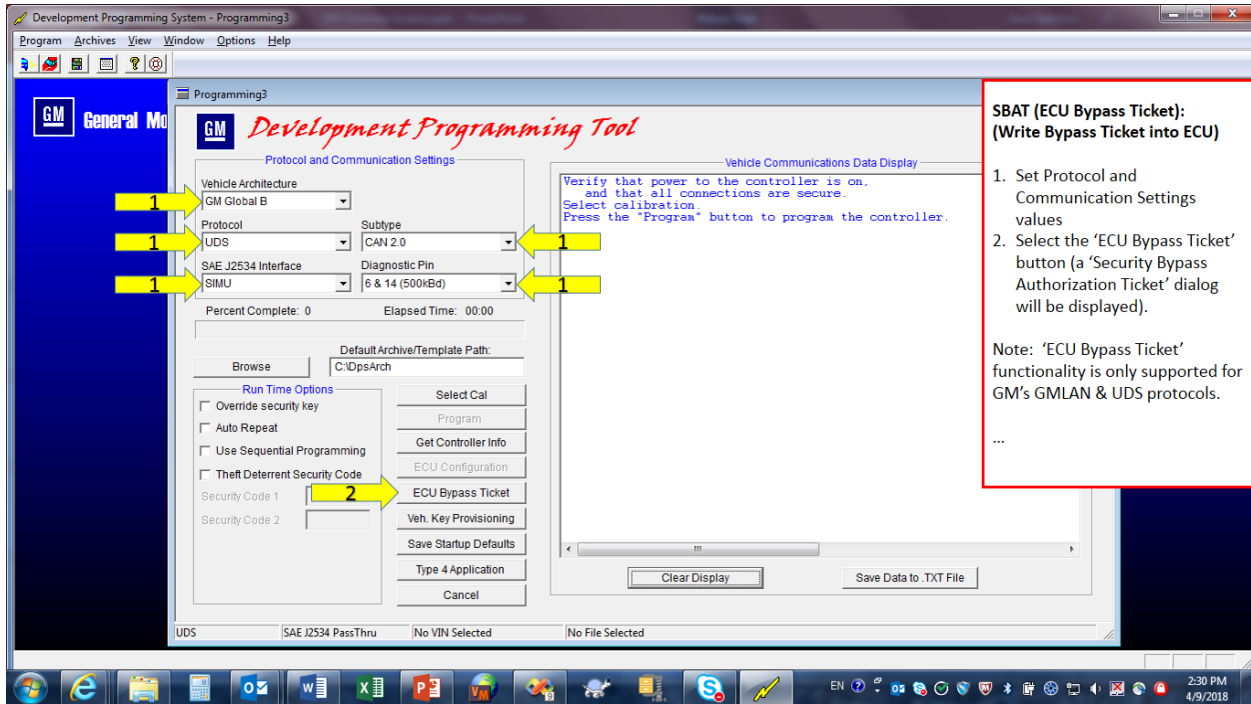 Development Programming System - Programming3
Program Archives View Window Options Help
GM General Mo
Programming3
GM Development Programming Tool
Protocol and Communication Settings
Vehicle Architecture
1 GM Global B
Protocol Subtype
1 UDS CAN 2.0 1
SAE J2534 Interface Diagnostic Pin
1 SIMU 6 & 14 (500kBd) 1
Percent Complete: 0 Elapsed Time: 00:00
Default Archive/Template Path:
Browse C:\DpsArch
Run Time Options
Override security key
Auto Repeat
Use Sequential Programming
Theft Deterrent Security Code
Security Code 1
Security Code 2
Select Cal
Program
Get Controller Info
ECU Configuration
2 ECU Bypass Ticket
Veh. Key Provisioning
Save Startup Defaults
Type 4 Application
Cancel
Vehicle Communications Data Display
Verify that power to the controller is on,
and that all connections are secure.
Select calibration.
Press the "Program" button to program the controller.
Clear Display Save Data to .TXT File
UDS SAE J2534 PassThru No VIN Selected No File Selected
SBAT (ECU Bypass Ticket):
(Write Bypass Ticket into ECU)
1. Set Protocol and
Communication Settings
values
2. Select the ‘ECU Bypass Ticket’
button (a ‘Security Bypass
Authorization Ticket’ dialog
will be displayed).
Note: ‘ECU Bypass Ticket’
functionality is only supported for
GM’s GMLAN & UDS protocols.
...
EN 2:30 PM
4/9/2018